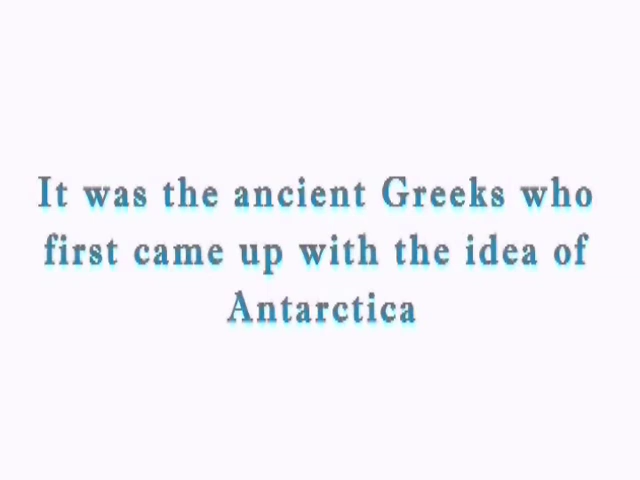 It was the ancient Greeks who
first came up with the idea of
Antarctica